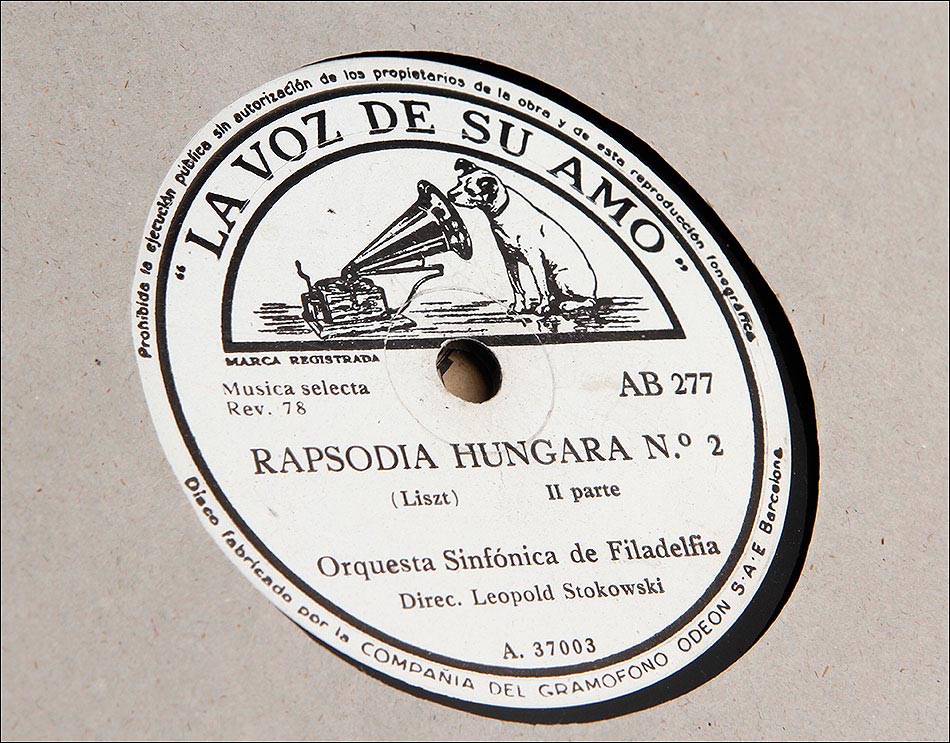 Prohibida la ejecución pública sin autorización de los propietarios de la obra y de esta reproducción fonográfica
“LA VOZ DE SU AMO”
MARCA REGISTRADA
Musica selecta
Rev. 78
AB 277
RAPSODIA HUNGARA N.º 2
(Liszt) II parte
Orquesta Sinfónica de Filadelfia
Direc. Leopold Stokowski
A. 37003
Disco fabricado por la COMPAÑIA DEL GRAMOFONO ODEON S.A.E Barcelona